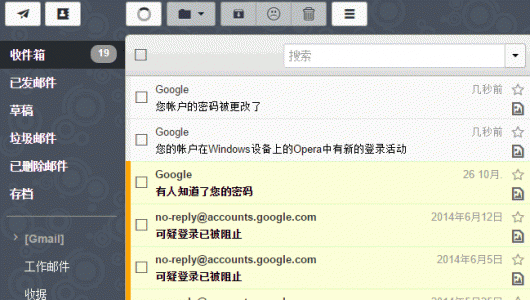 收件箱 19
已发邮件
草稿
垃圾邮件
已删除邮件
存档
[Gmail]
工作邮件
收据
搜索
Google 几秒前
您帐户的密码被更改了
Google 几秒前
您的帐户在Windows设备上的Opera中有新的登录活动
Google 26 10月.
有人知道了您的密码
no-reply@accounts.google.com 2014年6月12日
可疑登录已被阻止
no-reply@accounts.google.com 2014年6月5日
可疑登录已被阻止